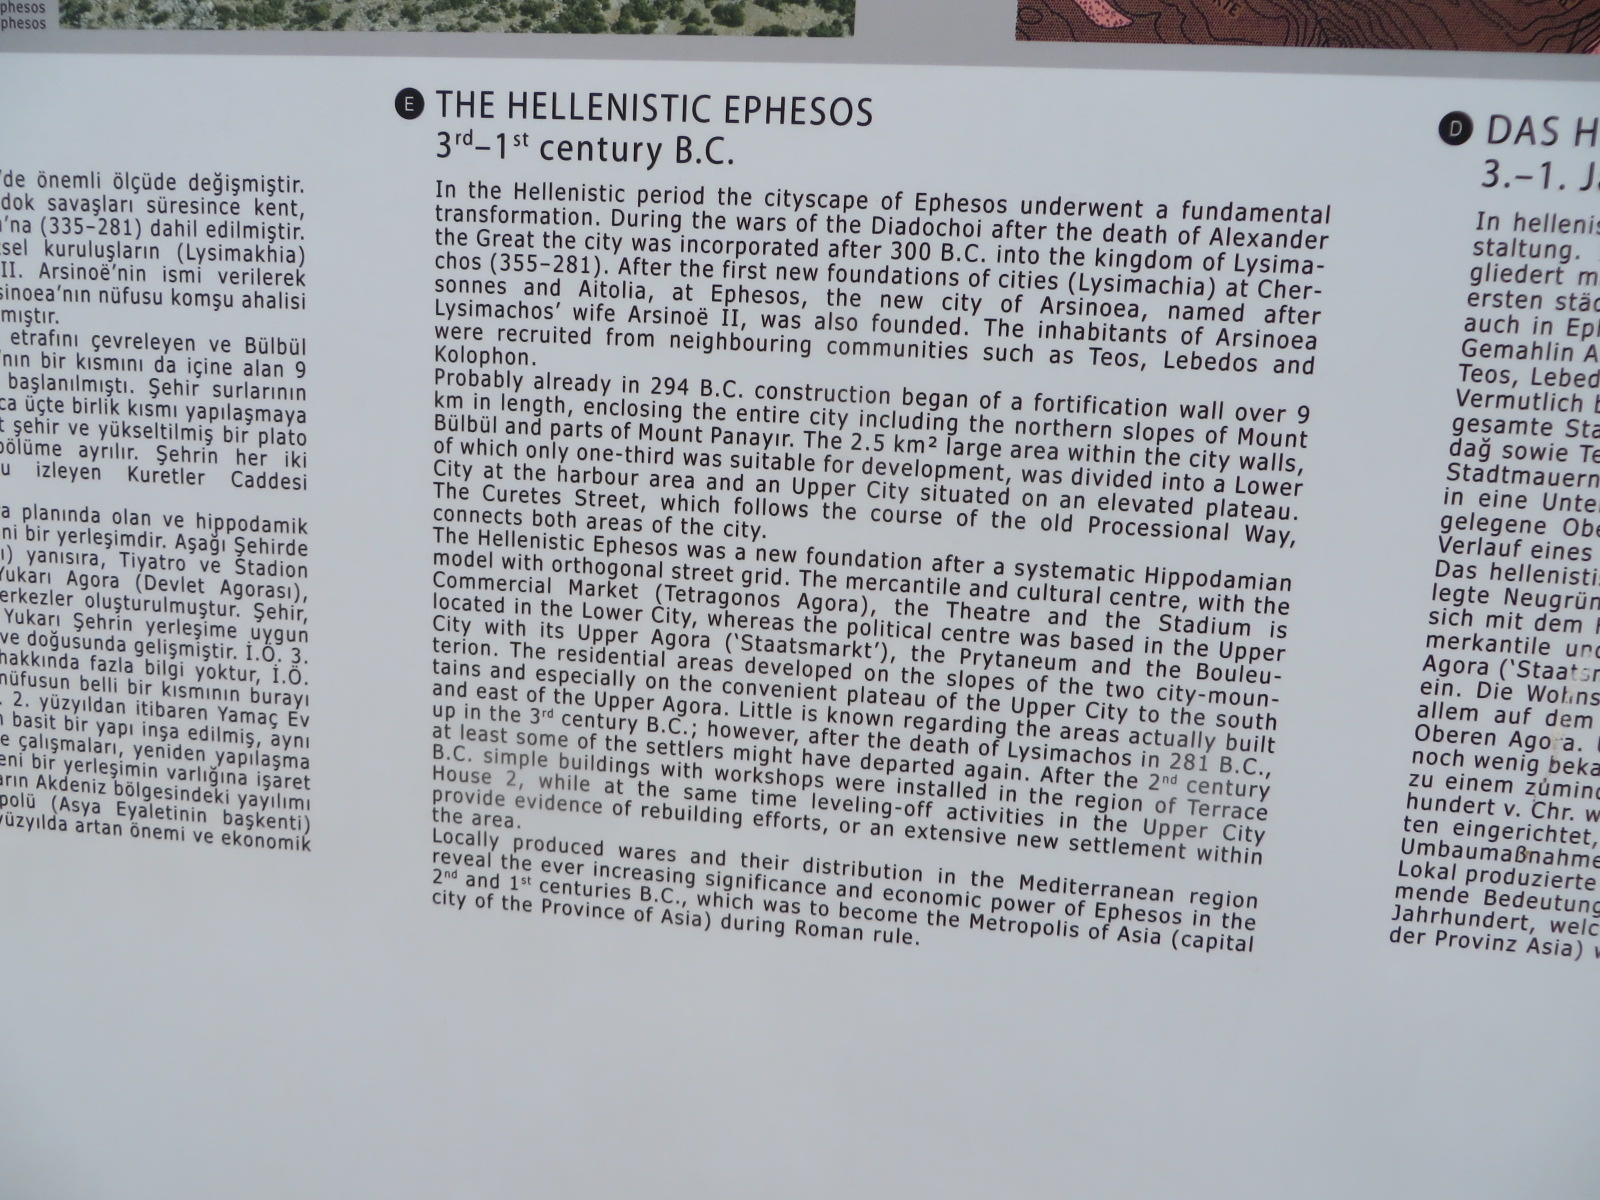 phesos
phesos
'de önemli ölçüde değişmiştir.
dok savaşları süresince kent,
'na (335–281) dahil edilmiştir.
sel kuruluşların (Lysimakhia)
II. Arsinoë'nin ismi verilerek
sinoea'nın nüfusu komşu ahalisi
mıştır.
etrafını çevreleyen ve Bülbül
'nın bir kısmını da içine alan 9
başlanılmıştı. Şehir surlarının
ca üçte birlik kısmı yapılaşmaya
t şehir ve yükseltilmiş bir plato
bölüme ayrılır. Şehrin her iki
u izleyen Kuretler Caddesi
a planında olan ve hippodamik
ni bir yerleşimdir. Aşağı Şehirde
ı) yanısıra, Tiyatro ve Stadion
Yukarı Agora (Devlet Agorası),
erkezler oluşturulmuştur. Şehir,
Yukarı Şehrin yerleşime uygun
ve doğusunda gelişmiştir. İ.Ö. 3.
hakkında fazla bilgi yoktur, İ.Ö.
nüfusun belli bir kısmının burayı
. 2. yüzyıldan itibaren Yamaç Ev
n basit bir yapı inşa edilmiş, aynı
e çalışmaları, yeniden yapılaşma
eni bir yerleşimin varlığına işaret
arın Akdeniz bölgesindeki yayılımı
polü (Asya Eyaletinin başkenti)
yüzyılda artan önemi ve ekonomik
E THE HELLENISTIC EPHESOS
3rd–1st century B.C.
In the Hellenistic period the cityscape of Ephesos underwent a fundamental
transformation. During the wars of the Diadochoi after the death of Alexander
the Great the city was incorporated after 300 B.C. into the kingdom of Lysima-
chos (355–281). After the first new foundations of cities (Lysimachia) at Cher-
sonnes and Aitolia, at Ephesos, the new city of Arsinoea, named after
Lysimachos' wife Arsinoë II, was also founded. The inhabitants of Arsinoea
were recruited from neighbouring communities such as Teos, Lebedos and
Kolophon.
Probably already in 294 B.C. construction began of a fortification wall over 9
km in length, enclosing the entire city including the northern slopes of Mount
Bülbül and parts of Mount Panayır. The 2.5 km² large area within the city walls,
of which only one-third was suitable for development, was divided into a Lower
City at the harbour area and an Upper City situated on an elevated plateau.
The Curetes Street, which follows the course of the old Processional Way,
connects both areas of the city.
The Hellenistic Ephesos was a new foundation after a systematic Hippodamian
model with orthogonal street grid. The mercantile and cultural centre, with the
Commercial Market (Tetragonos Agora), the Theatre and the Stadium is
located in the Lower City, whereas the political centre was based in the Upper
City with its Upper Agora ('Staatsmarkt'), the Prytaneum and the Bouleu-
terion. The residential areas developed on the slopes of the two city-moun-
tains and especially on the convenient plateau of the Upper City to the south
and east of the Upper Agora. Little is known regarding the areas actually built
up in the 3rd century B.C.; however, after the death of Lysimachos in 281 B.C.,
at least some of the settlers might have departed again. After the 2nd century
B.C. simple buildings with workshops were installed in the region of Terrace
House 2, while at the same time leveling-off activities in the Upper City
provide evidence of rebuilding efforts, or an extensive new settlement within
the area.
Locally produced wares and their distribution in the Mediterranean region
reveal the ever increasing significance and economic power of Ephesos in the
2nd and 1st centuries B.C., which was to become the Metropolis of Asia (capital
city of the Province of Asia) during Roman rule.
D DAS H
3.–1. Ja
In hellenis
staltung.
gliedert m
ersten städ
auch in Eph
Gemahlin A
Teos, Lebed
Vermutlich b
gesamte Sta
dağ sowie Te
Stadtmauern
in eine Unter
gelegene Obe
Verlauf eines
Das hellenisti
legte Neugrün
sich mit dem
merkantile und
Agora ('Staatsm
ein. Die Wohns
allem auf dem
Oberen Agora.
noch wenig beka
zu einem zumind
hundert v. Chr. w
ten eingerichtet,
Umbaumaßnahme
Lokal produzierte
mende Bedeutung
Jahrhundert, welc
der Provinz Asia) w